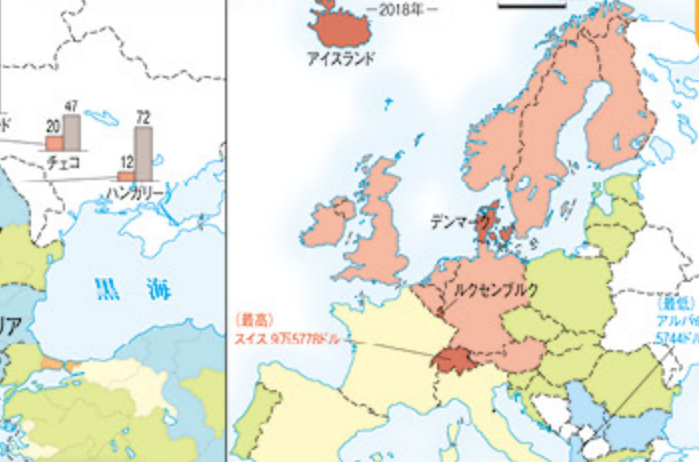 47
20
チェコ
72
12
ハンガリー
黒海
リア
−2018年−
アイスランド
デンマーク
ルクセンブルク
(最高)
スイス 9万5778ドル
(最低)
アルバ
5744ドル